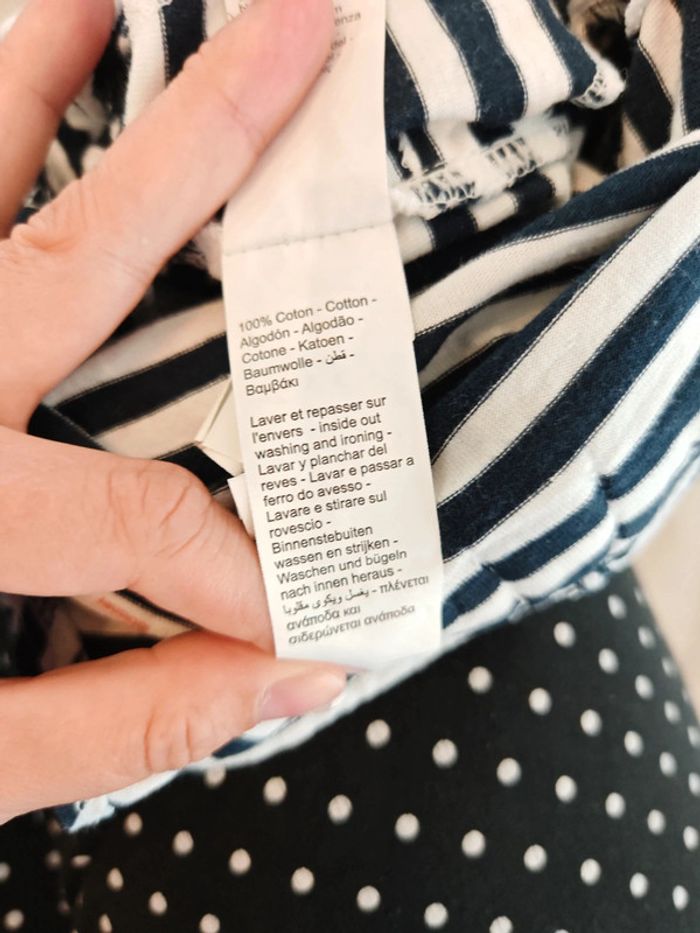 enza
del -
100% Coton - Cotton -
Algodón - Algodão -
Cotone - Katoen -
Baumwolle - قطن -
Βαμβάκι
Laver et repasser sur
l'envers - inside out
washing and ironing -
Lavar y planchar del
reves - Lavar e passar a
ferro do avesso -
Lavare e stirare sul
rovescio -
Binnenstebuiten
wassen en strijken -
Waschen und bügeln
nach innen heraus -
يغسل ويكوى مقلوبا - πλένεται
ανάποδα και
σιδερώνεται ανάποδα